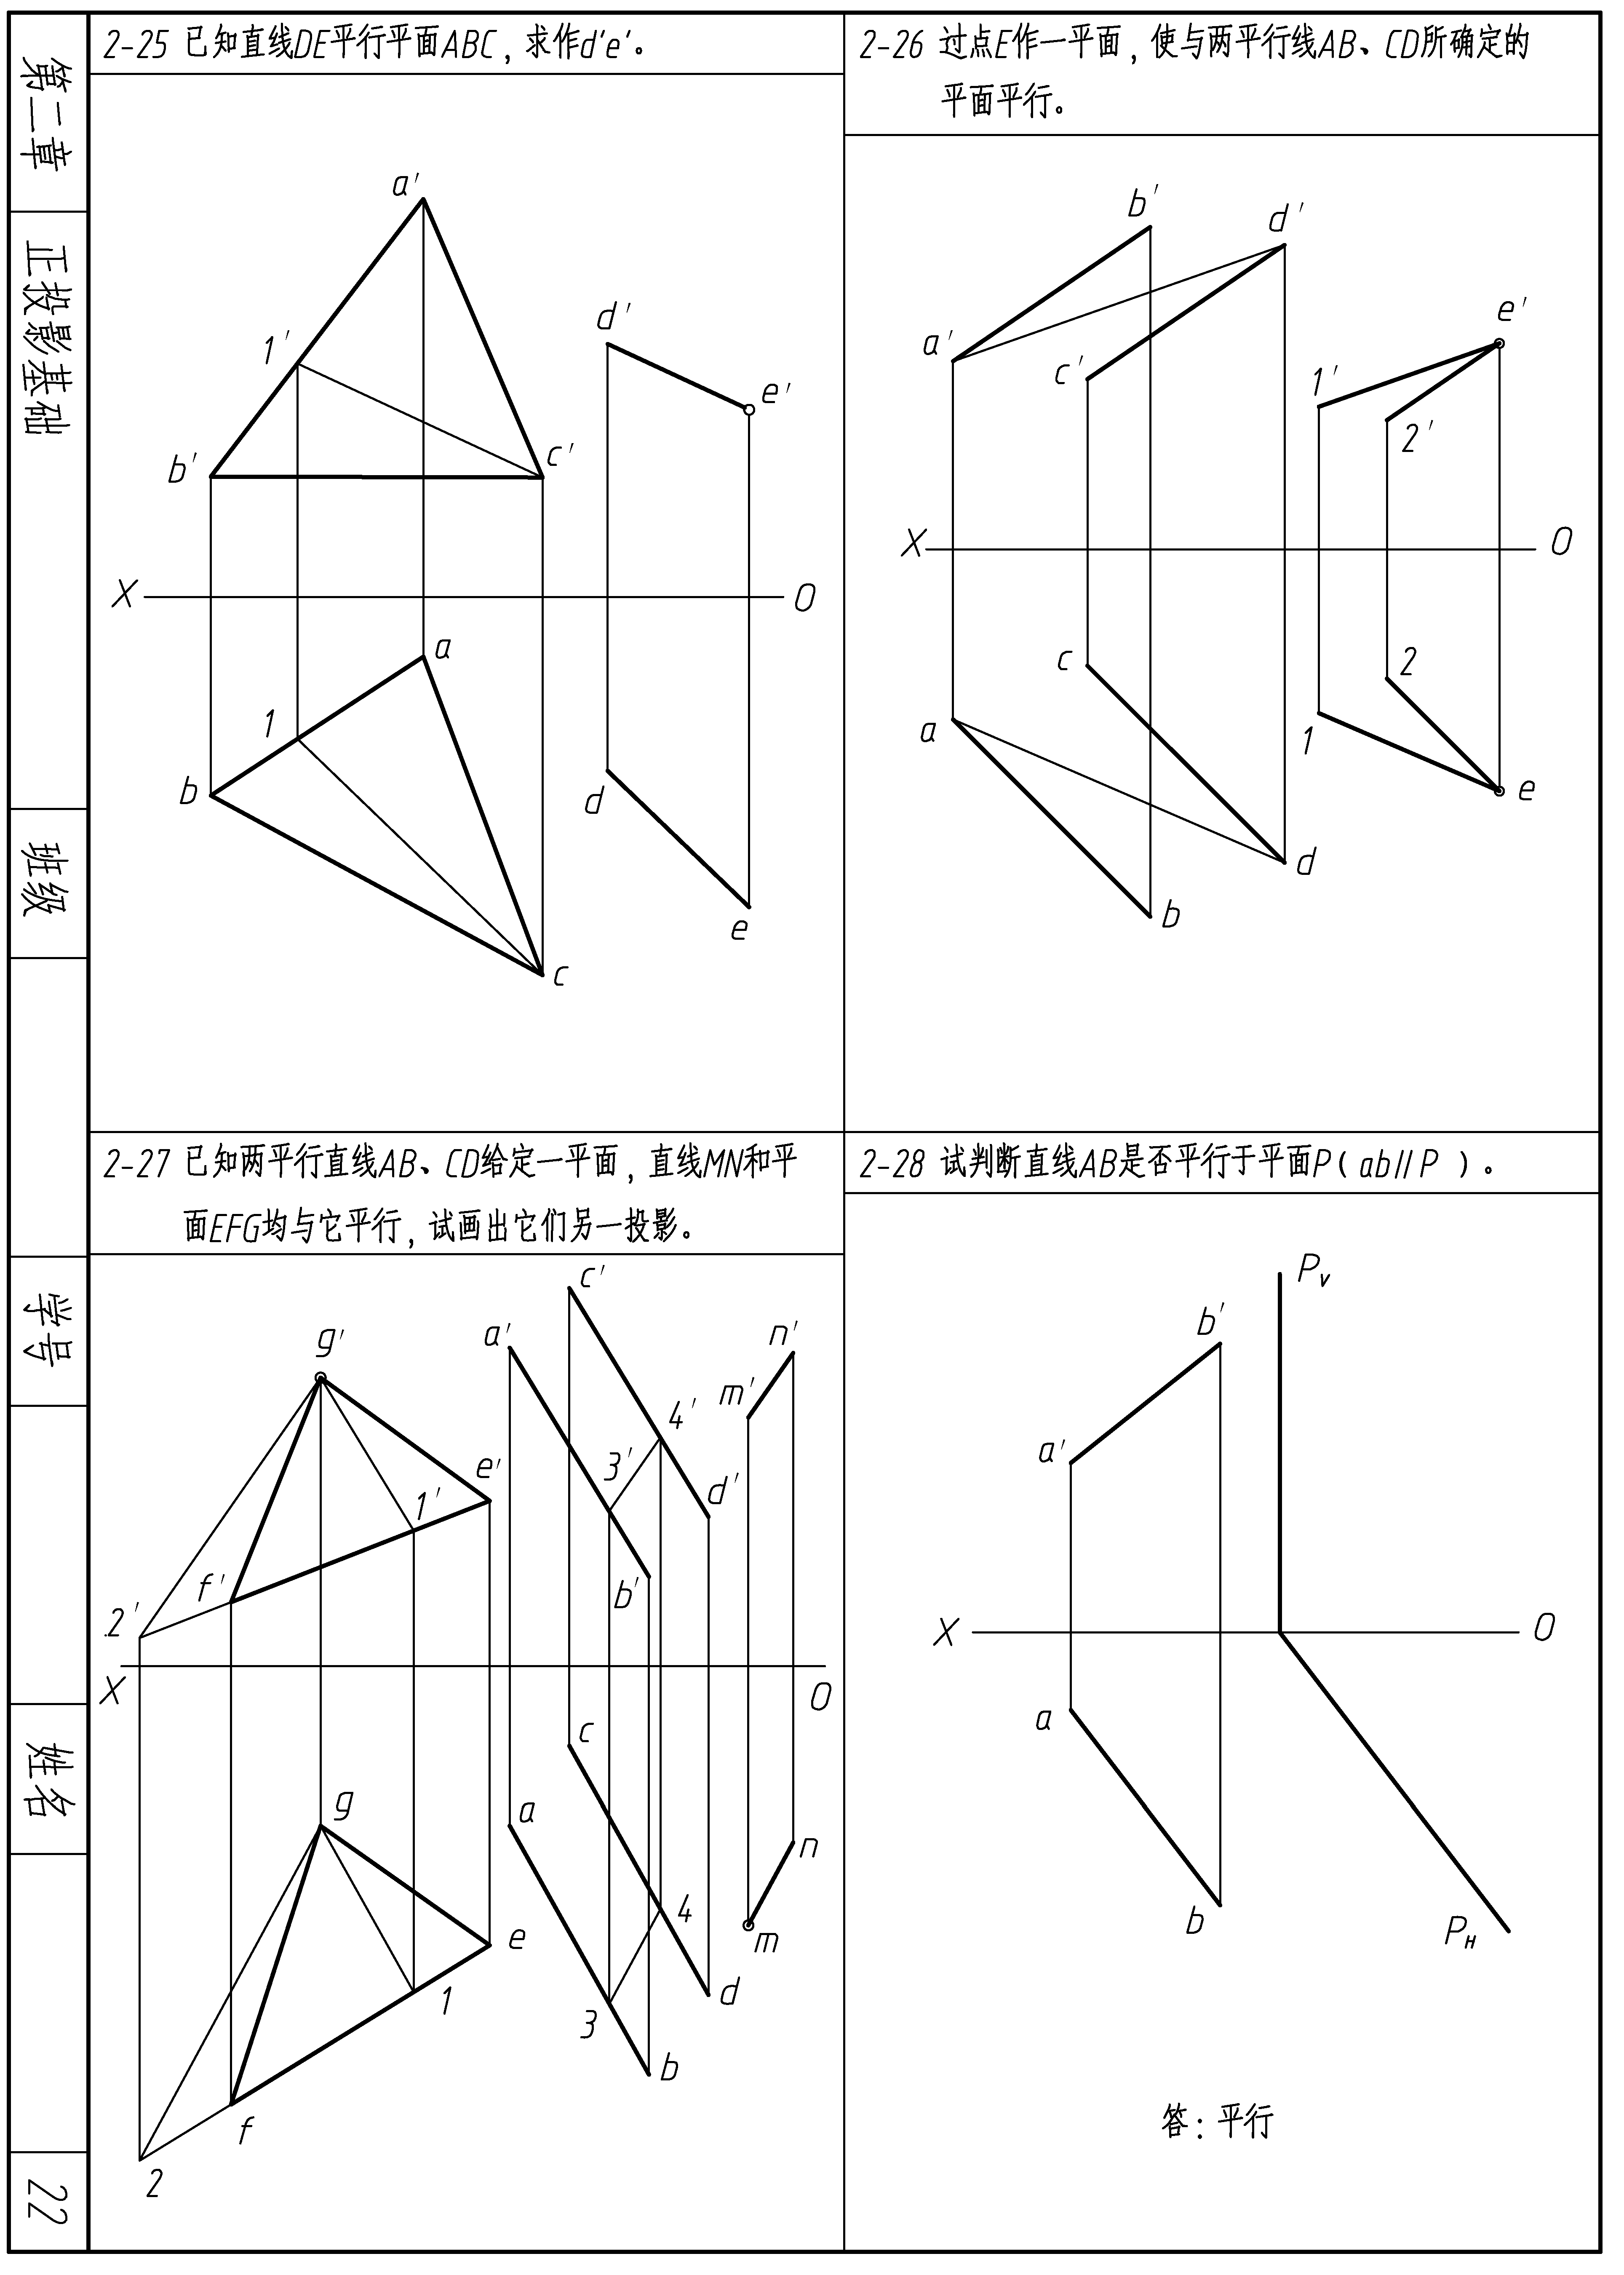 第二章
正投影基础
班级
学号
姓名
22
2-25 已知直线DE平行平面ABC，求作d'e'。
a'
d'
1'
e'
b'
c'
X
O
a
1
b
d
e
c
2-26 过点E作一平面，使与两平行线AB、CD所确定的
平面平行。
b'
d'
e'
a'
c'
1'
2'
X
O
c
2
a
1
e
d
b
2-27 已知两平行直线AB、CD给定一平面，直线MN和平
面EFG均与它平行，试画出它们另一投影。
c'
g'
a'
n'
m'
4'
3'
e'
1'
d'
f'
b'
2'
X
O
c
g
a
n
4
e
m
1
d
3
b
f
2
2-28 试判断直线AB是否平行于平面P( ab∥P )。
PV
b'
a'
X
O
a
b
PH
答：平行